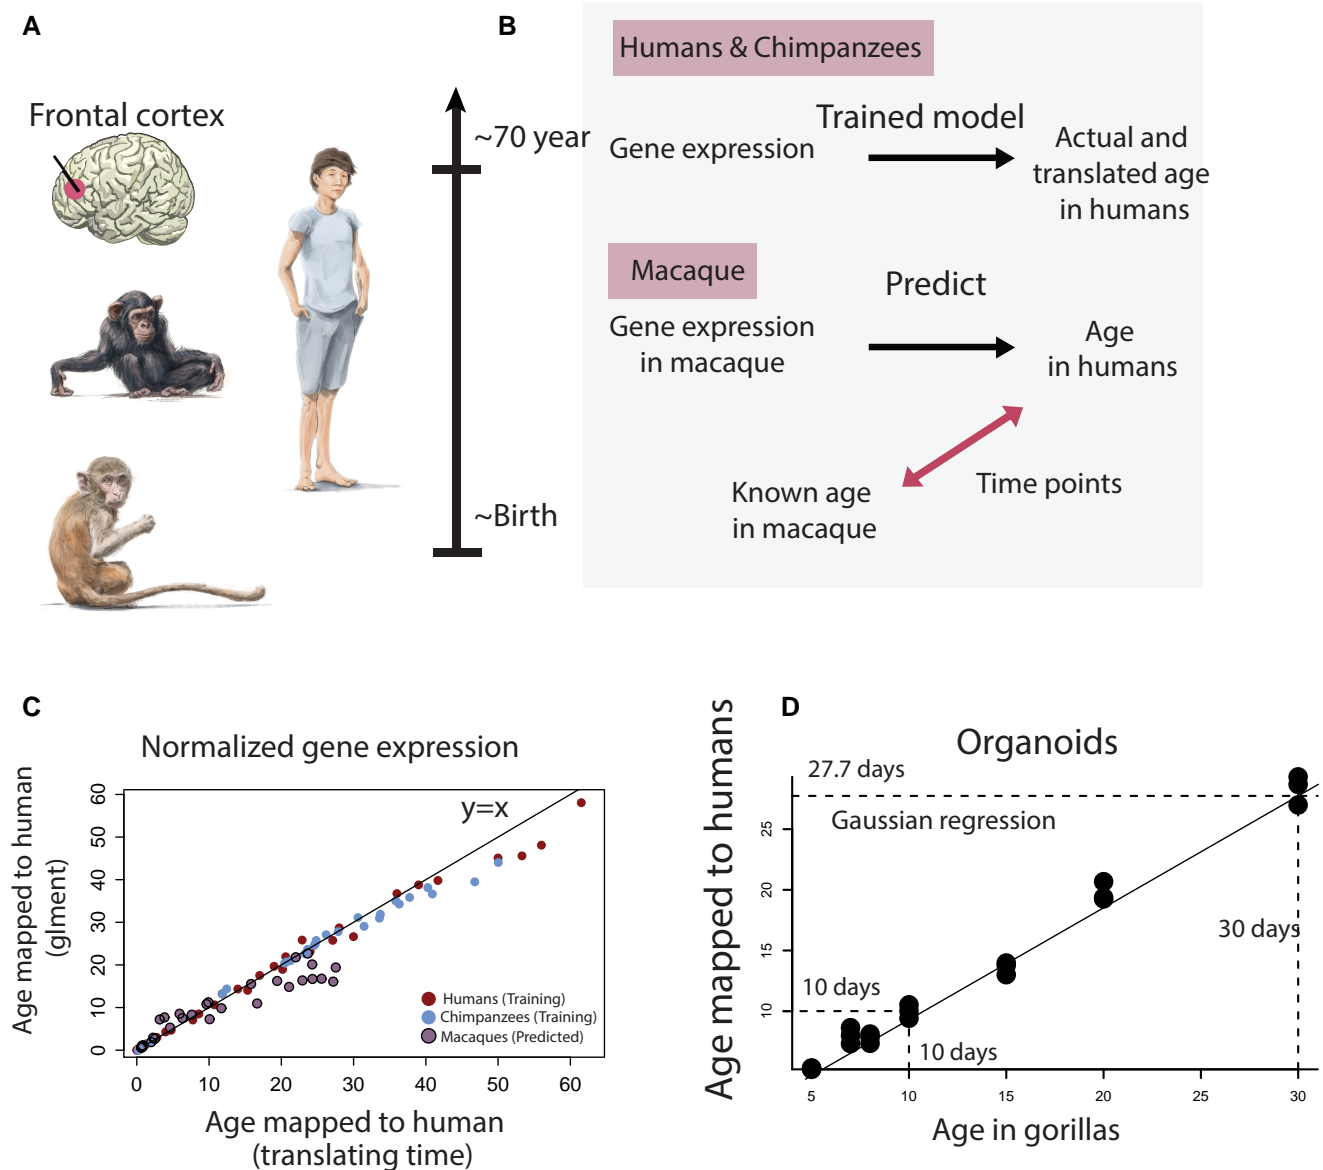 A
Frontal cortex
~70 year
~Birth
B
Humans & Chimpanzees
Gene expression
Trained model
Actual and
translated age
in humans
Macaque
Gene expression
in macaque
Predict
Age
in humans
Known age
in macaque
Time points
C
Normalized gene expression
y=x
Age mapped to human
(glment)
60
50
40
30
20
10
0
Humans (Training)
Chimpanzees (Training)
Macaques (Predicted)
0 10 20 30 40 50 60
Age mapped to human
(translating time)
D
Organoids
Age mapped to humans
27.7 days
Gaussian regression
25
20
15
10
30 days
10 days
10 days
5 10 15 20 25 30
Age in gorillas